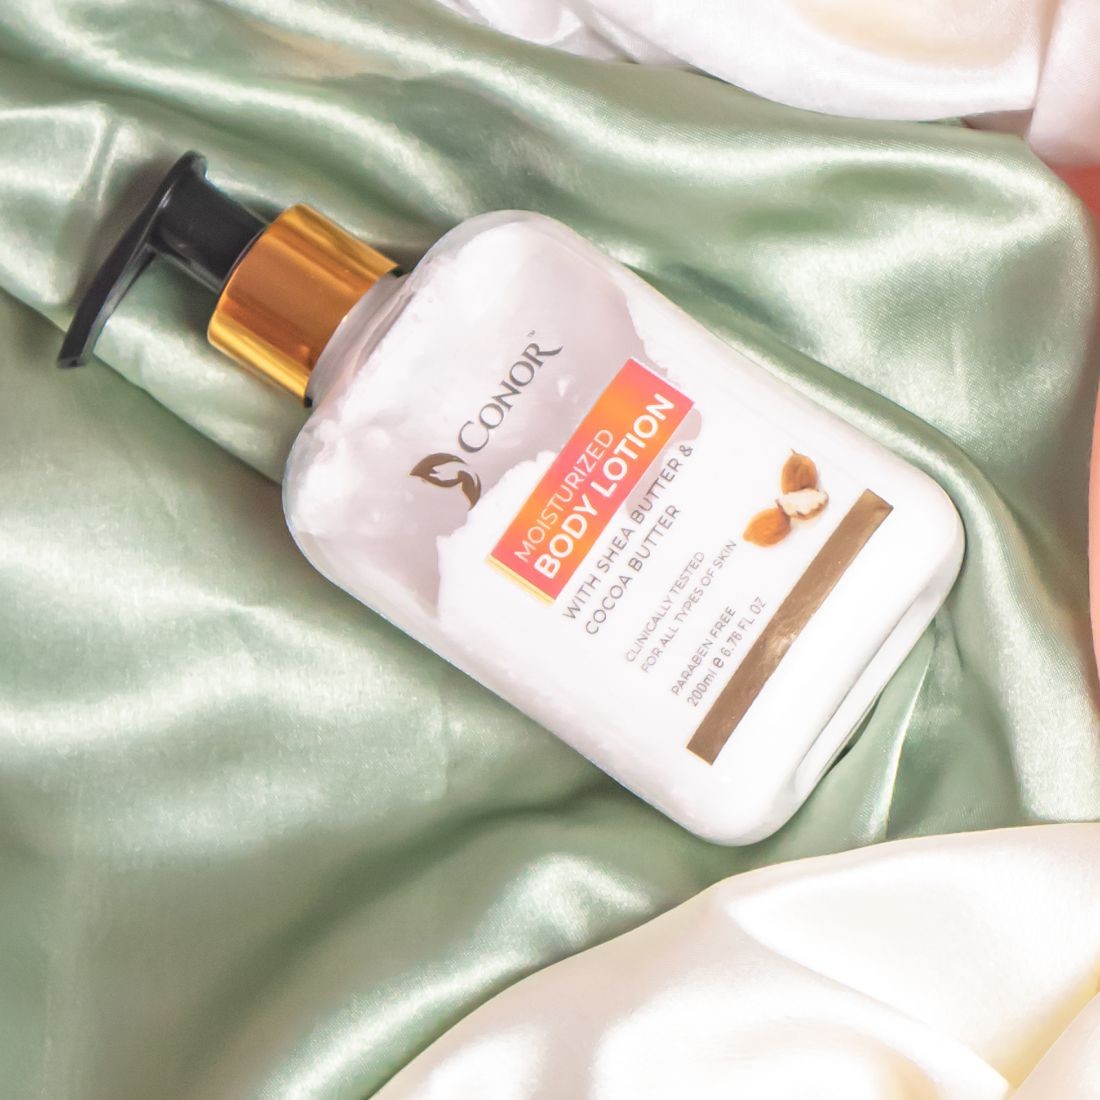 CONOR™
MOISTURIZED
BODY LOTION
WITH SHEA BUTTER &
COCOA BUTTER
CLINICALLY TESTED
FOR ALL TYPES OF SKIN
PARABEN FREE
200ml e 6.76 FL OZ